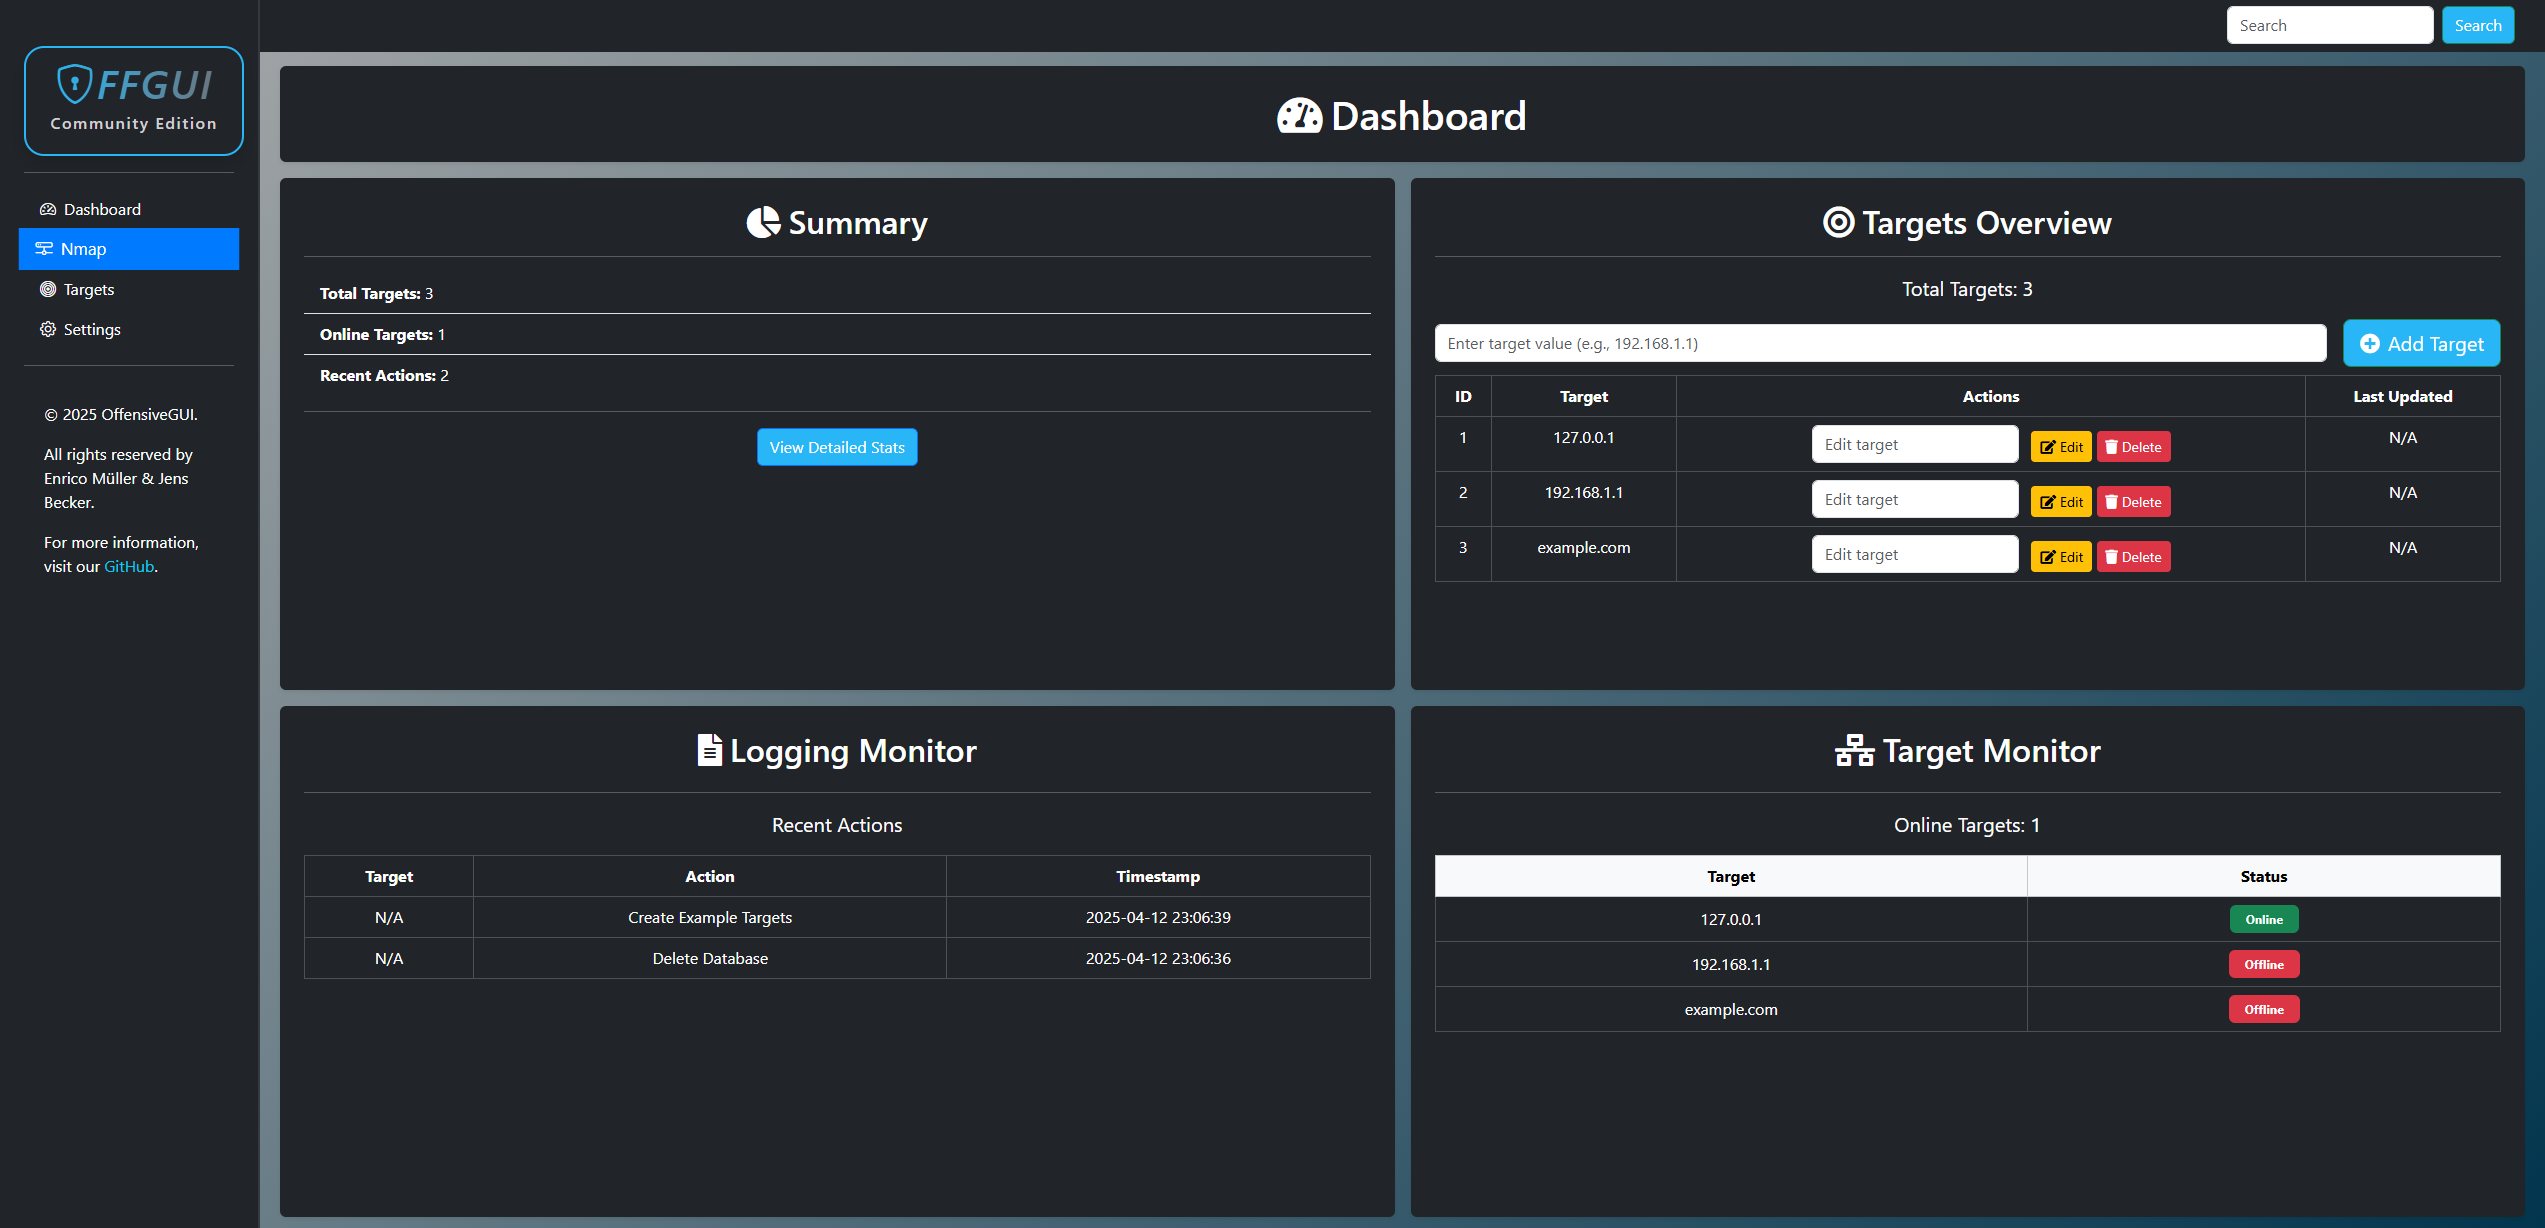 Search
Search
FFGUI
Community Edition
Dashboard
Nmap
Targets
Settings
© 2025 OffensiveGUI.
All rights reserved by
Enrico Müller & Jens
Becker.
For more information,
visit our GitHub.
Dashboard
Summary
Total Targets: 3
Online Targets: 1
Recent Actions: 2
View Detailed Stats
Targets Overview
Total Targets: 3
Enter target value (e.g., 192.168.1.1)
Add Target
ID Target Actions Last Updated
1 127.0.0.1 Edit target Edit Delete N/A
2 192.168.1.1 Edit target Edit Delete N/A
3 example.com Edit target Edit Delete N/A
Logging Monitor
Recent Actions
Target Action Timestamp
N/A Create Example Targets 2025-04-12 23:06:39
N/A Delete Database 2025-04-12 23:06:36
Target Monitor
Online Targets: 1
Target Status
127.0.0.1 Online
192.168.1.1 Offline
example.com Offline